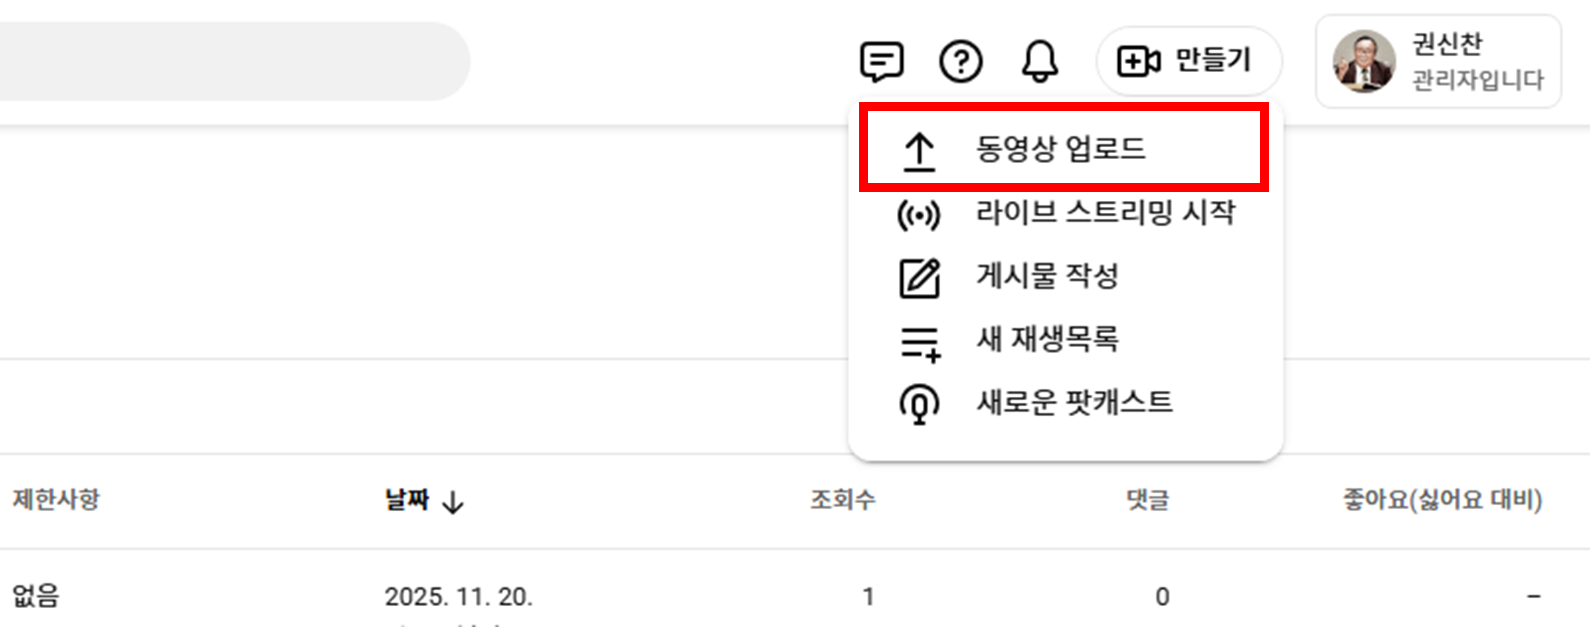 만들기
권신찬
관리자입니다
동영상 업로드
라이브 스트리밍 시작
게시물 작성
새 재생목록
새로운 팟캐스트
제한사항 날짜 조회수 댓글 좋아요(싫어요 대비)
없음 2025. 11. 20. 1 0 –